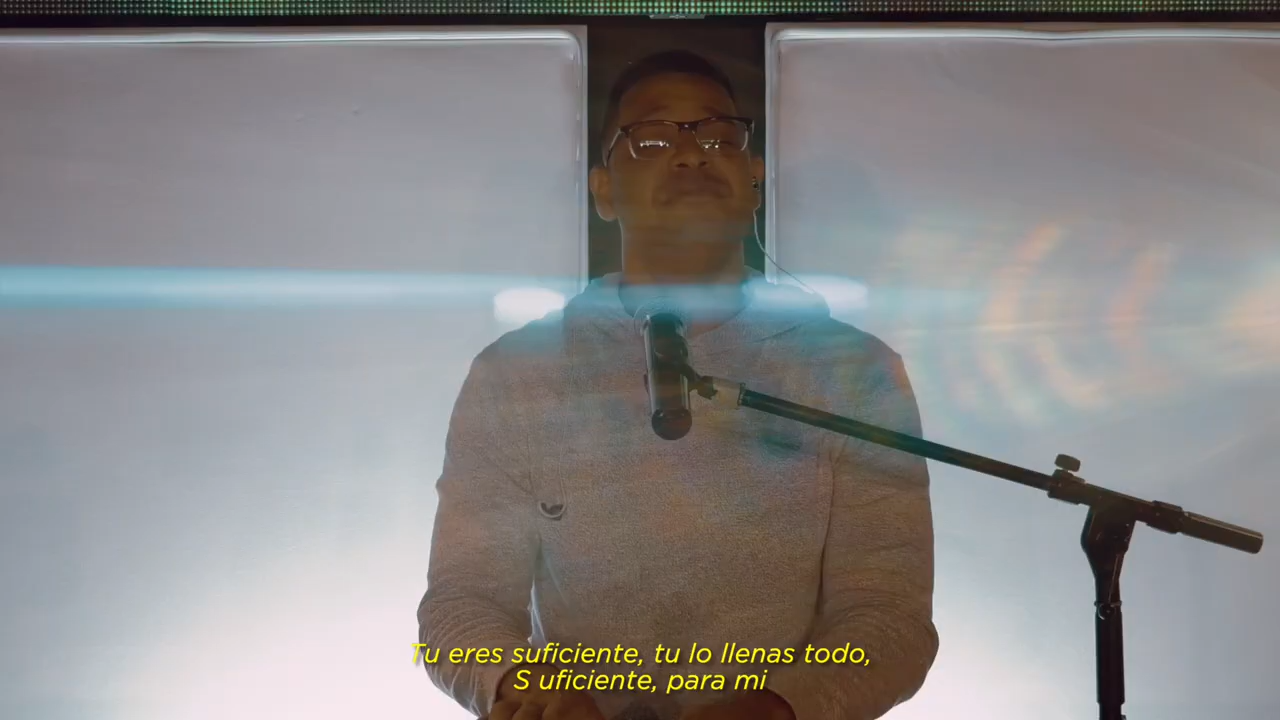 Tu eres suficiente, tu lo llenas todo,
S uficiente, para mi